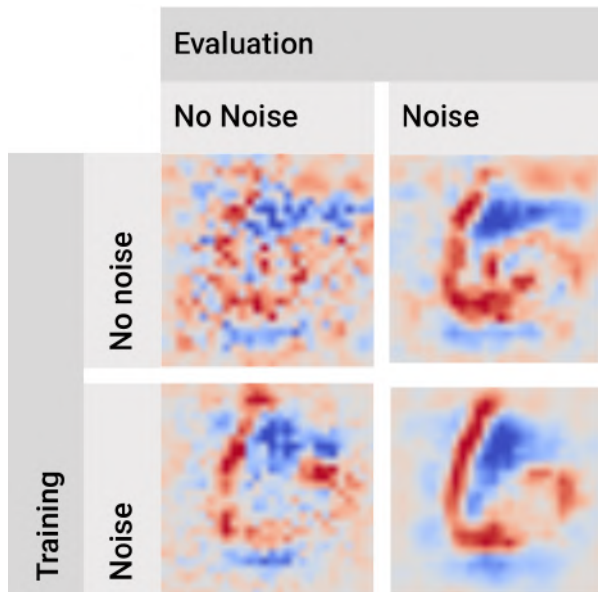 Evaluation
No Noise
Noise
Training
No noise
Noise